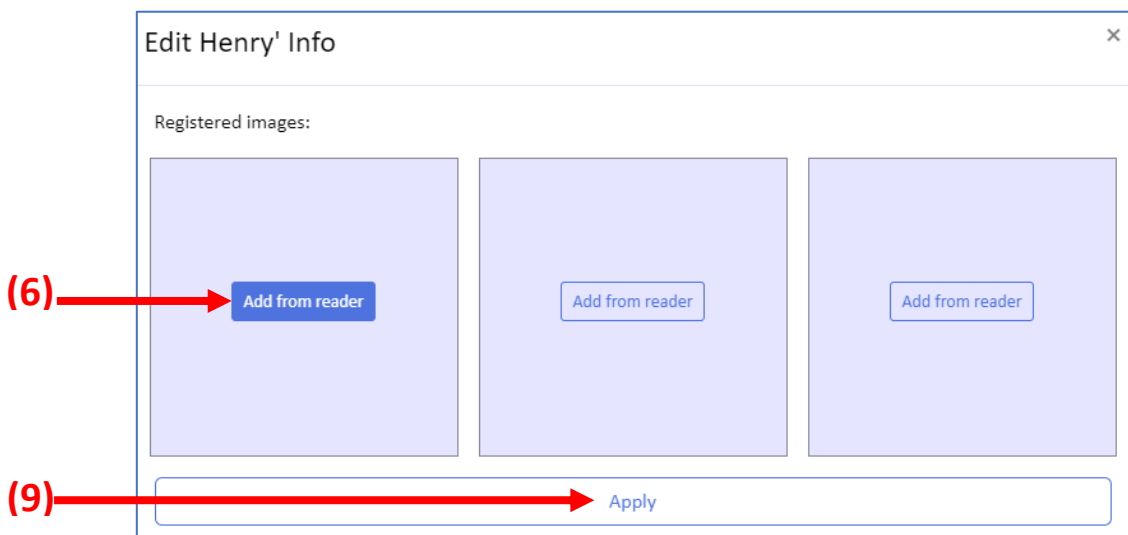 Edit Henry' Info
×
Registered images:
(6) Add from reader Add from reader Add from reader
(9) Apply